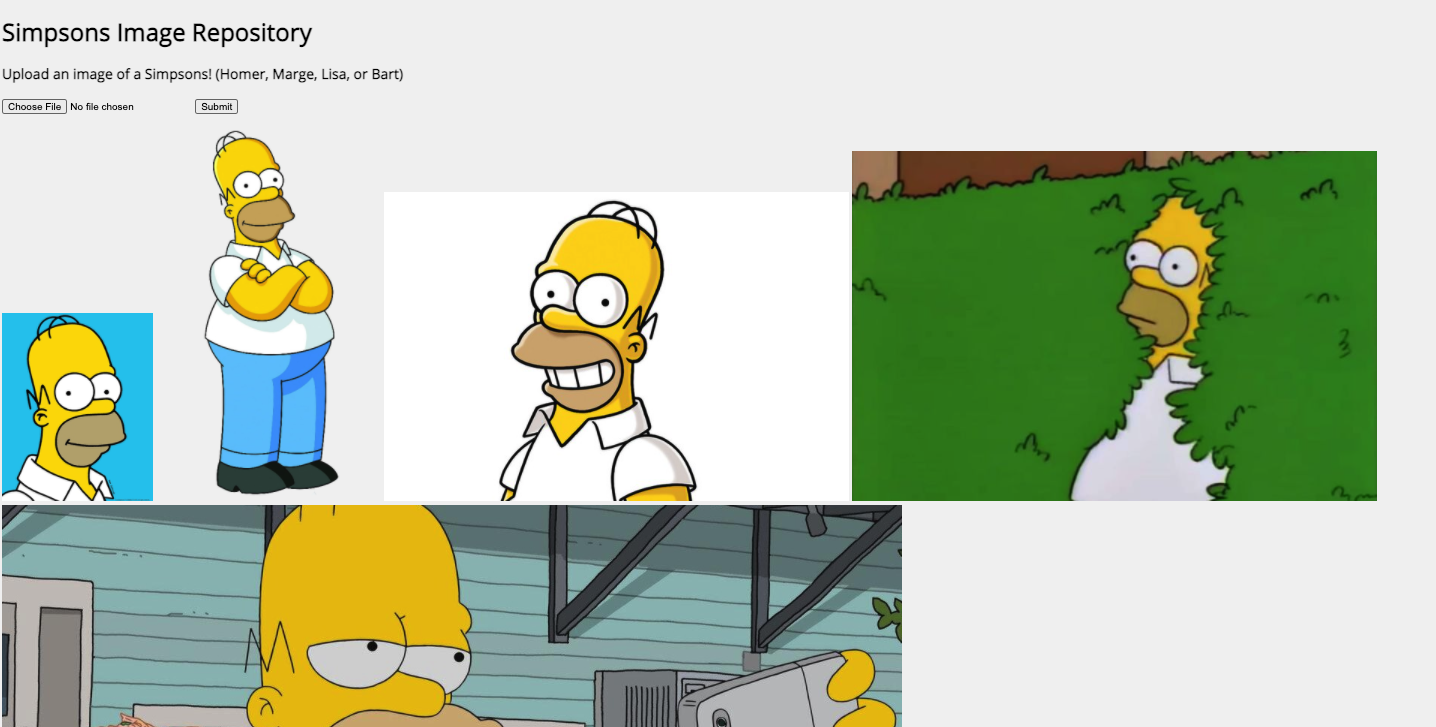 Simpsons Image Repository
Upload an image of a Simpsons! (Homer, Marge, Lisa, or Bart)
Choose File No file chosen Submit